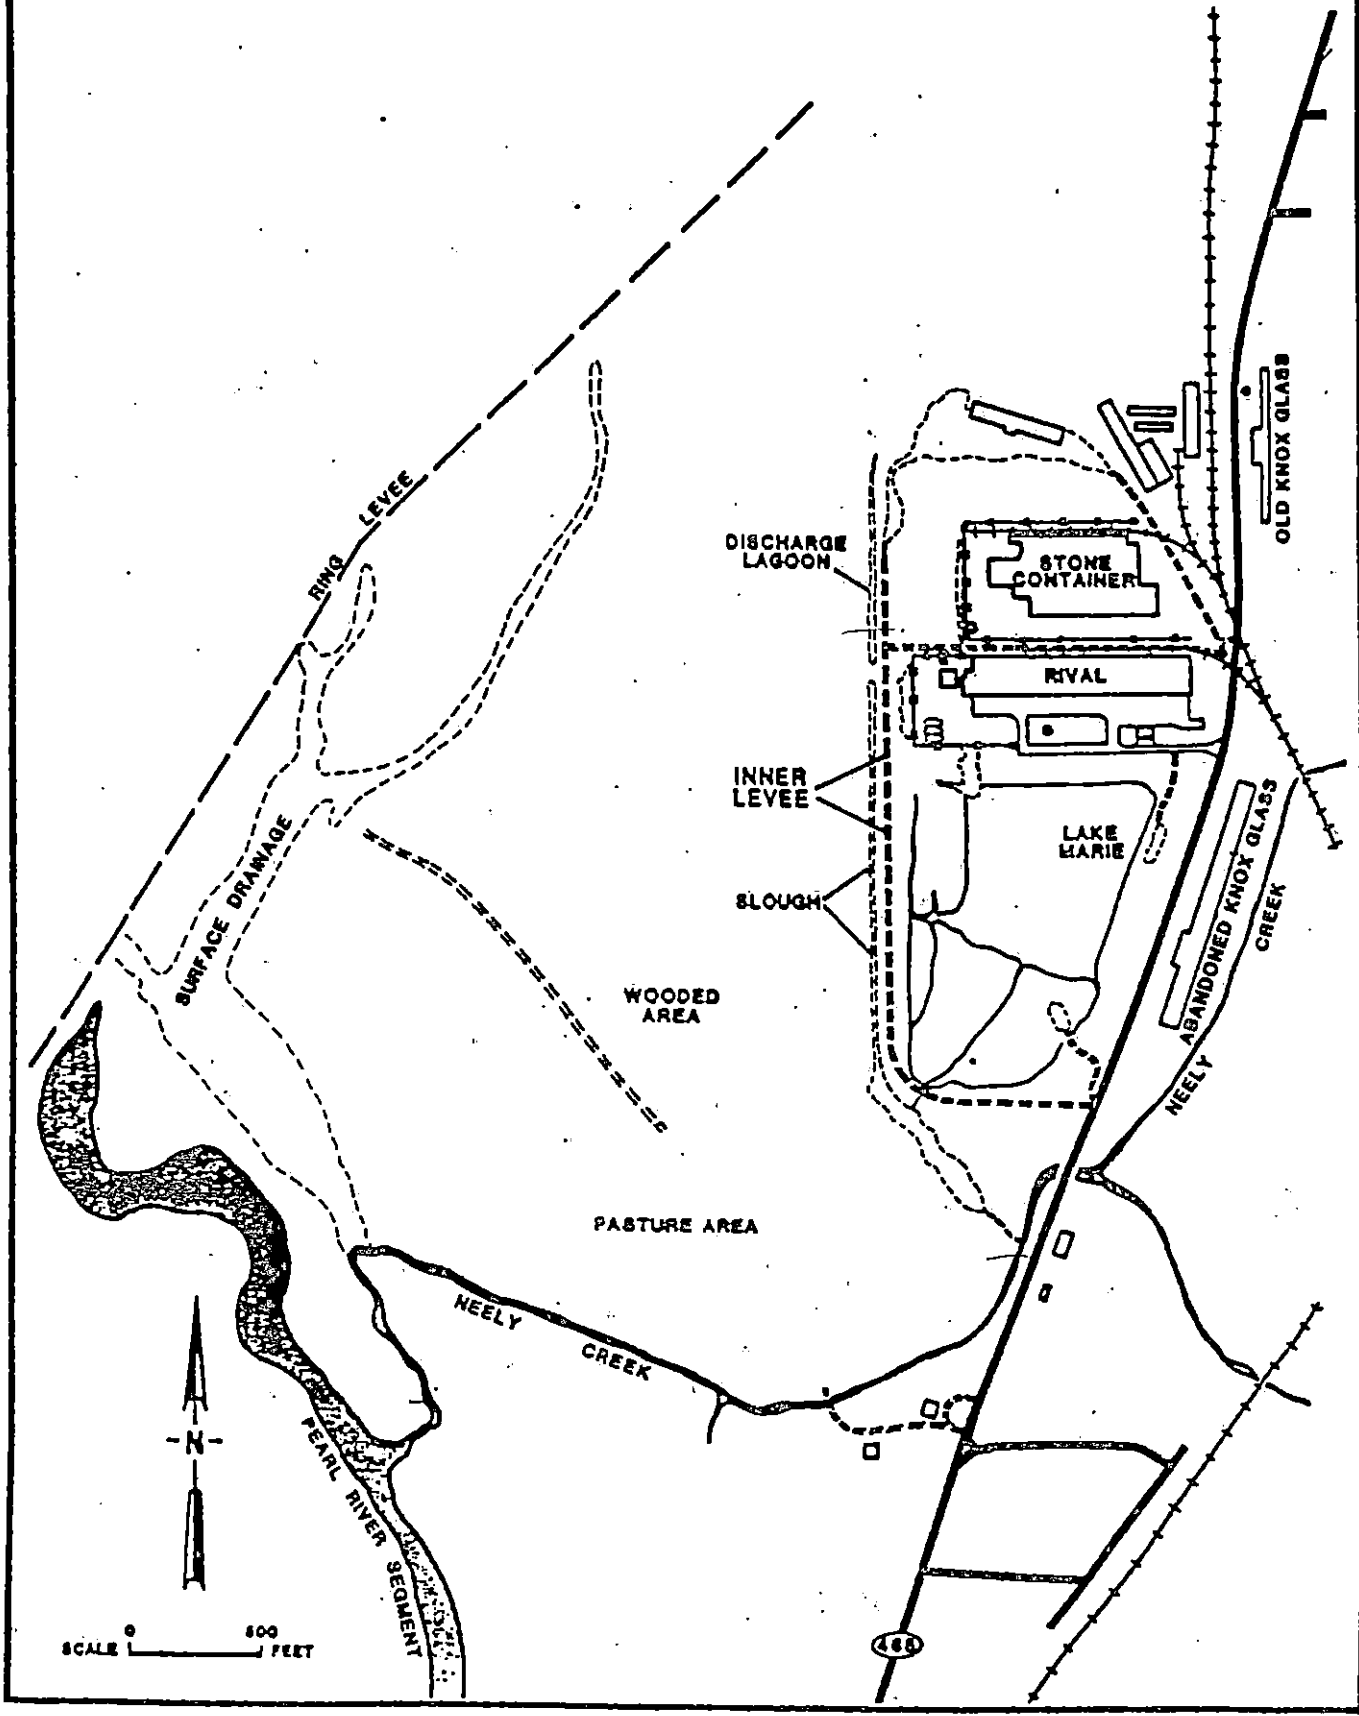 OLD KNOX GLASS
RING LEVEE
DISCHARGE
LAGOON
STONE
CONTAINER
RIVAL
INNER
LEVEE
LAKE
MARIE
SLOUGH
ABANDONED KNOX GLASS
NEELY CREEK
SURFACE DRAINAGE
WOODED
AREA
PASTURE AREA
NEELY CREEK
PEARL RIVER SEGMENT
N
0
SCALE
FEET